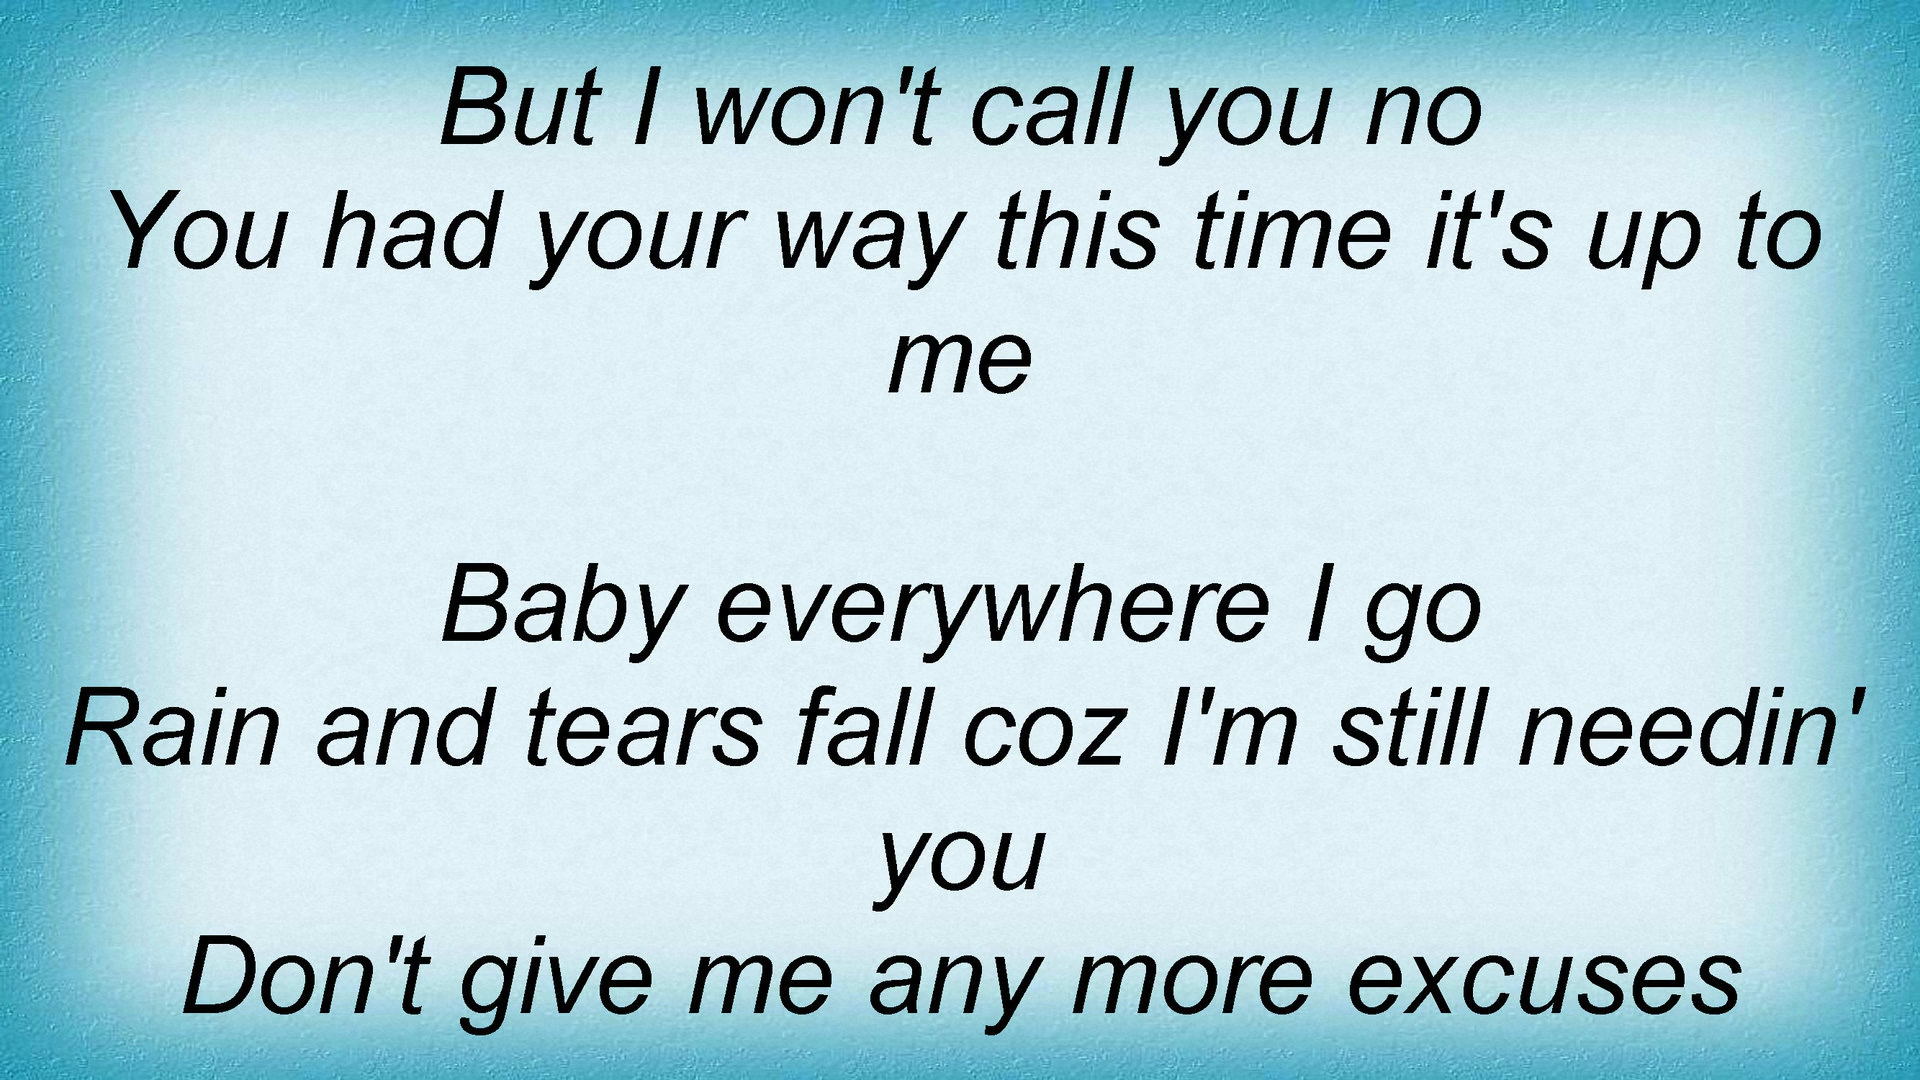 But I won't call you no
You had your way this time it's up to
me
Baby everywhere I go
Rain and tears fall coz I'm still needin'
you
Don't give me any more excuses